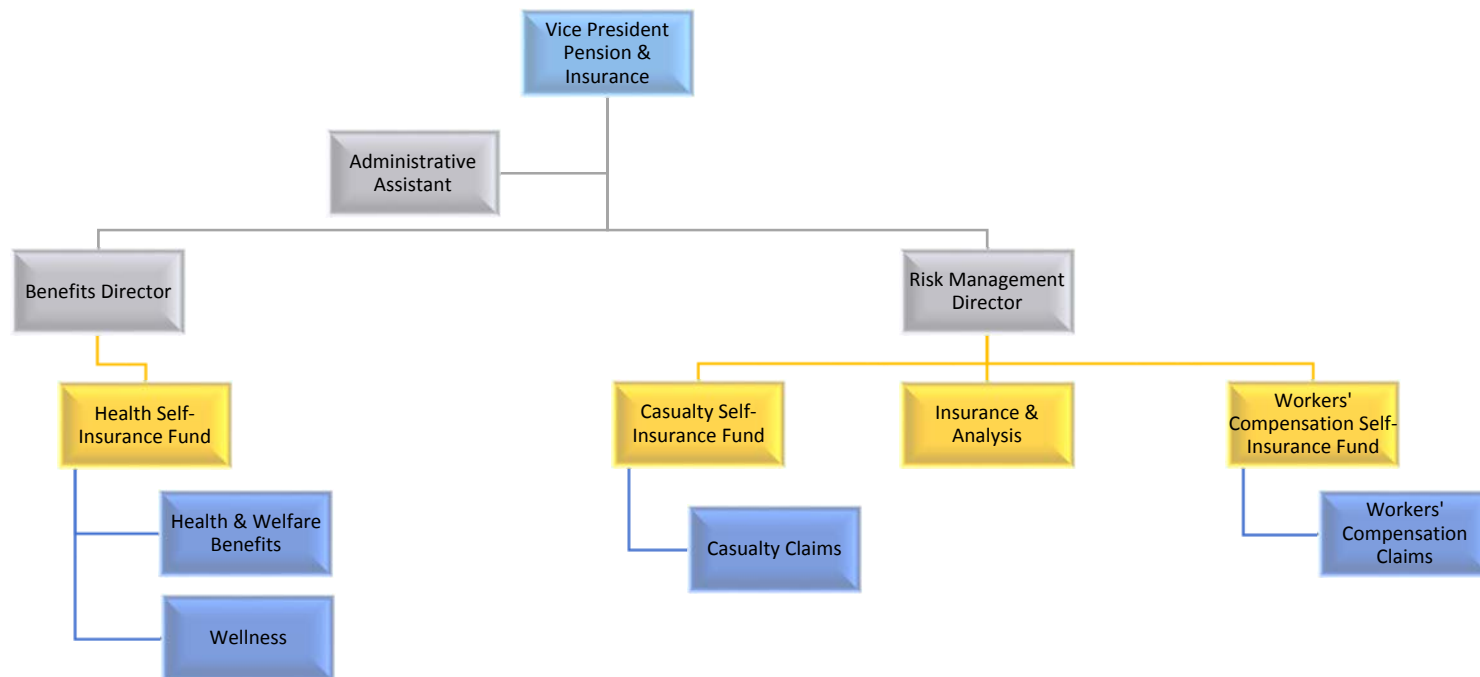 Vice President
Pension &
Insurance
Administrative
Assistant
Benefits Director
Risk Management
Director
Health Self-
Insurance Fund
Casualty Self-
Insurance Fund
Insurance &
Analysis
Workers'
Compensation Self-
Insurance Fund
Health & Welfare
Benefits
Casualty Claims
Workers'
Compensation
Claims
Wellness